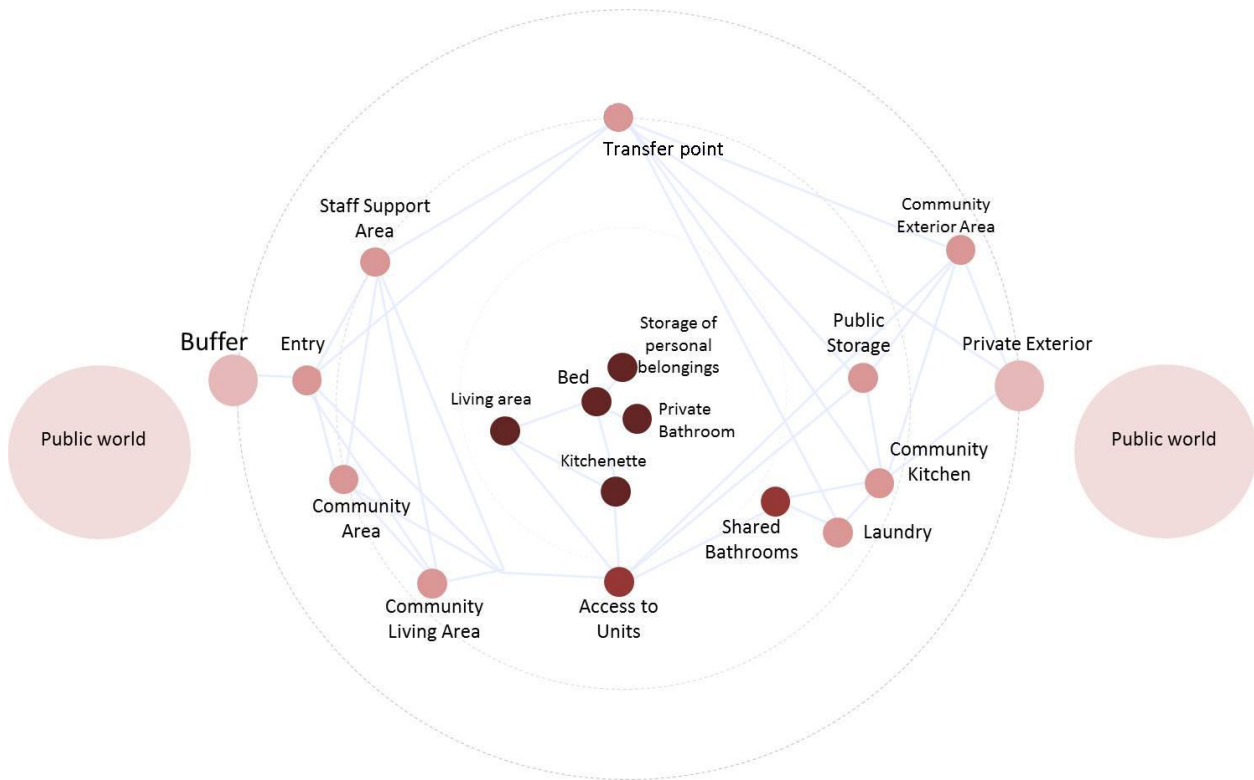 Transfer point
Staff Support
Area
Community
Exterior Area
Buffer
Entry
Public
Storage
Private Exterior
Storage of
personal
belongings
Bed
Living area
Private
Bathroom
Public world
Public world
Kitchenette
Community
Kitchen
Community
Area
Shared
Bathrooms
Laundry
Community
Living Area
Access to
Units